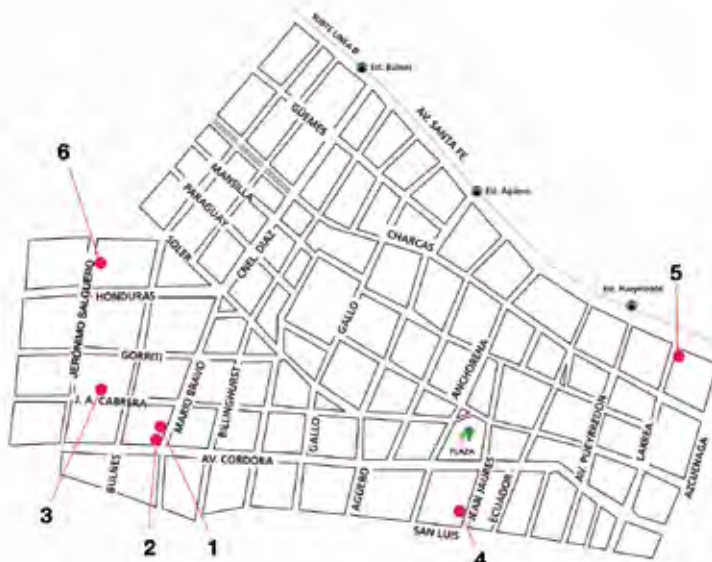 SUBTE LINEA D
Est. Bulnes
AV. SANTA FE
GÜEMES
6
MANSILLA
Est. Agüero
PARAGUAY
CNEL. DIAZ
SOLER
CHARCAS
JERÓNIMO SALGUERO
5
HONDURAS
Est. Pueyrredón
GALLO
GORRITI
ANCHORENA
MARIO BRAVO
BILLINGHURST
J. A. CABRERA
GALLO
PLAZA
AV. PUEYRREDON
LARREA
AZCUENAGA
AV. CORDOBA
BULNES
AGÜERO
JEAN JAURES
ECUADOR
SAN LUIS
3
2
1
4